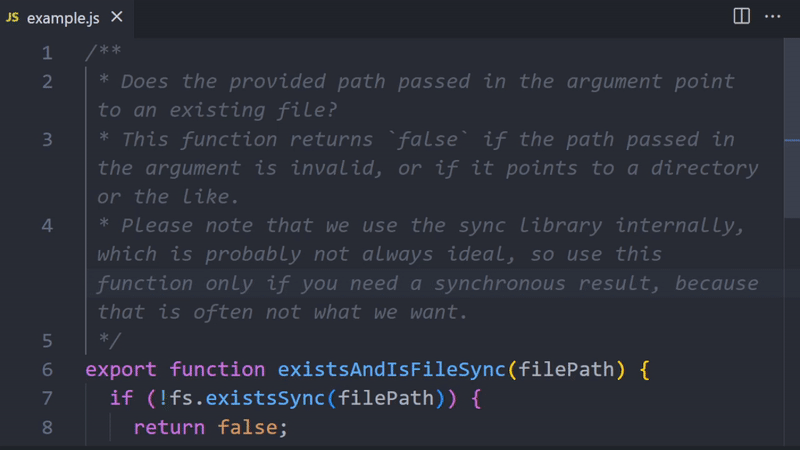 JS example.js ×
1 /**
2 * Does the provided path passed in the argument point
to an existing file?
3 * This function returns `false` if the path passed in
the argument is invalid, or if it points to a directory
or the like.
4 * Please note that we use the sync library internally,
which is probably not always ideal, so use this
function only if you need a synchronous result, because
that is often not what we want.
5 */
6 export function existsAndIsFileSync(filePath) {
7 if (!fs.existsSync(filePath)) {
8 return false;